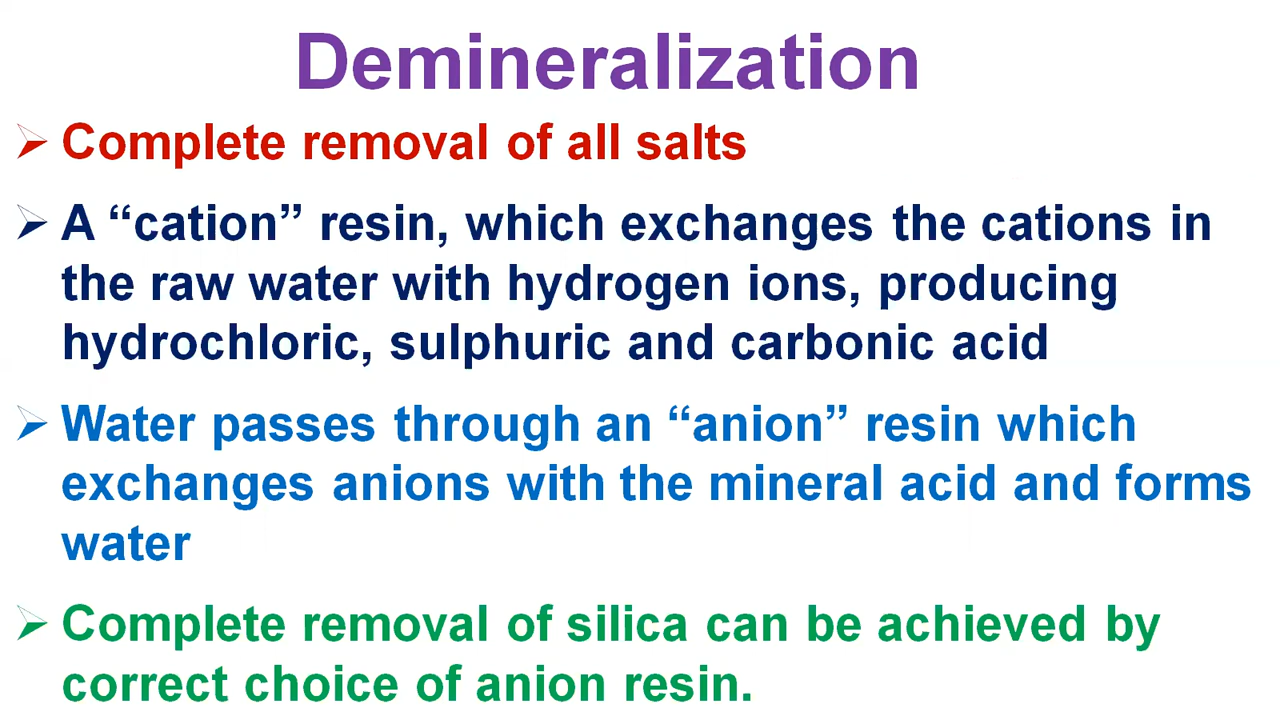 Demineralization
Complete removal of all salts
A “cation” resin, which exchanges the cations in
the raw water with hydrogen ions, producing
hydrochloric, sulphuric and carbonic acid
Water passes through an “anion” resin which
exchanges anions with the mineral acid and forms
water
Complete removal of silica can be achieved by
correct choice of anion resin.